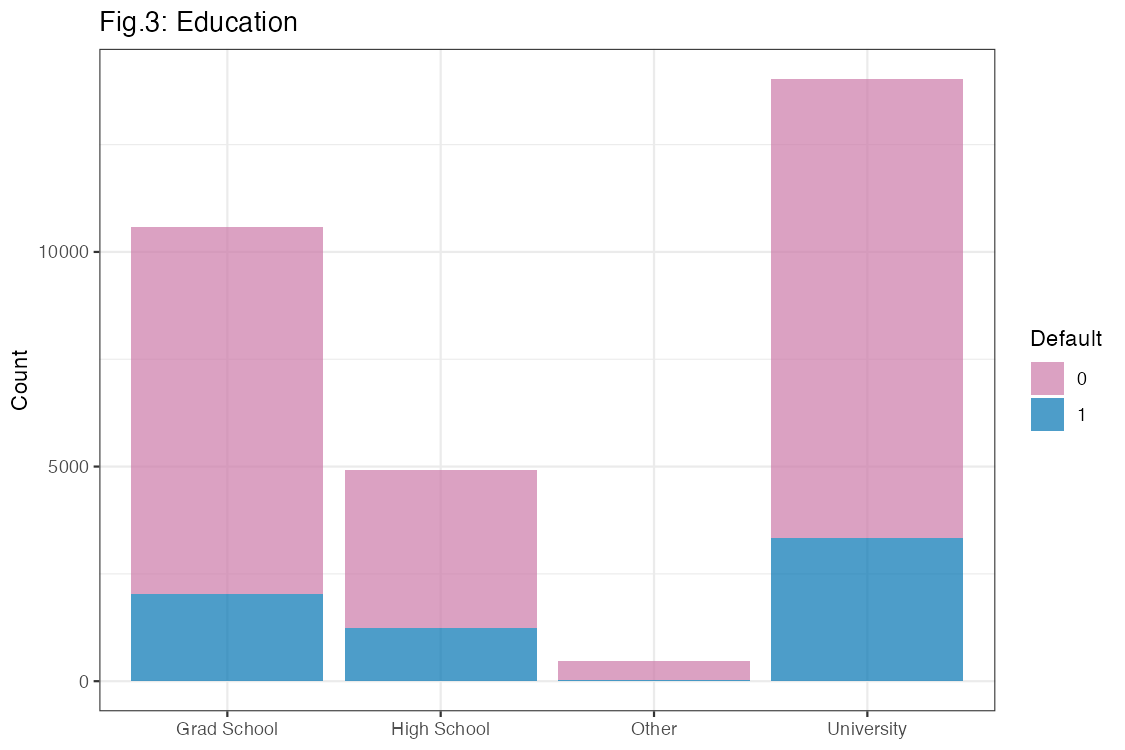 Fig.3: Education
Count
10000
5000
0
Grad School
High School
Other
University
Default
0
1